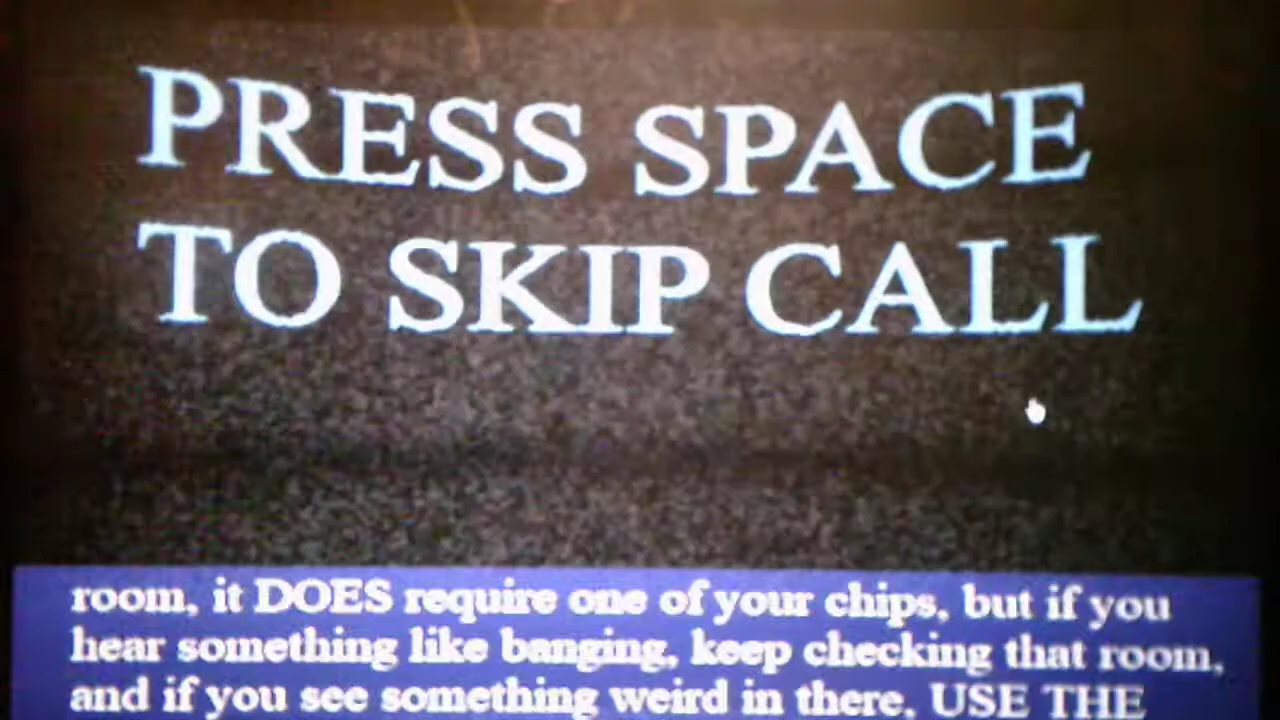 PRESS SPACE
TO SKIP CALL
room, it DOES require one of your chips, but if you
hear something like banging, keep checking that room,
and if you see something weird in there, USE THE